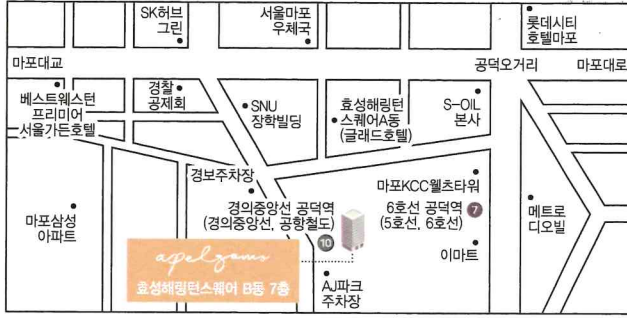 SK허브
그린
서울마포
우체국
롯데시티
호텔마포
마포대교
공덕오거리
마포대로
베스트웨스턴
프리미어
서울가든호텔
경찰
공제회
SNU
장학빌딩
효성해링턴
스퀘어A동
(글래드호텔)
S-OIL
본사
경보주차장
마포KCC웰츠타워
마포삼성
아파트
경의중앙선 공덕역
(경의중앙선, 공항철도)
10
6호선 공덕역
(5호선, 6호선)
7
메트로
디오빌
이마트
apelgamo
효성해링턴스퀘어 B동 7층
AJ파크
주차장